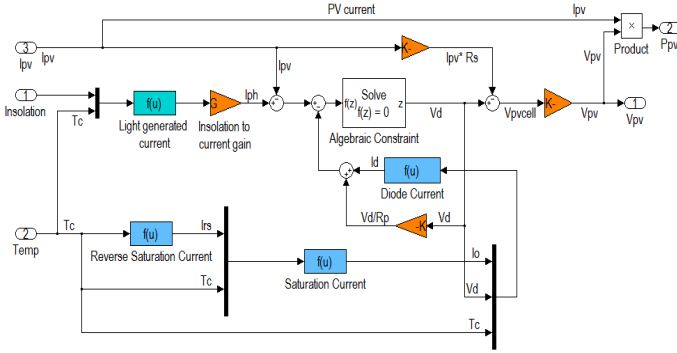 PV current
Ipv
3
Ipv
Ipv
K-
Ipv* Rs
Ipv
×
Product
2
Ppv
Vpv
1
Insolation
Tc
f(u)
Light generated
current
G
Insolation to
current gain
Iph
+
-
+
-
f(z)
Solve
f(z) = 0
z
Algebraic Constraint
Vd
+
-
Vpvcell
K-
Vpv
1
Vpv
Id
f(u)
Diode Current
+
+
Vd/Rp
-K
Vd
2
Temp
Tc
f(u)
Reverse Saturation Current
Irs
Tc
f(u)
Saturation Current
Io
Vd
Tc